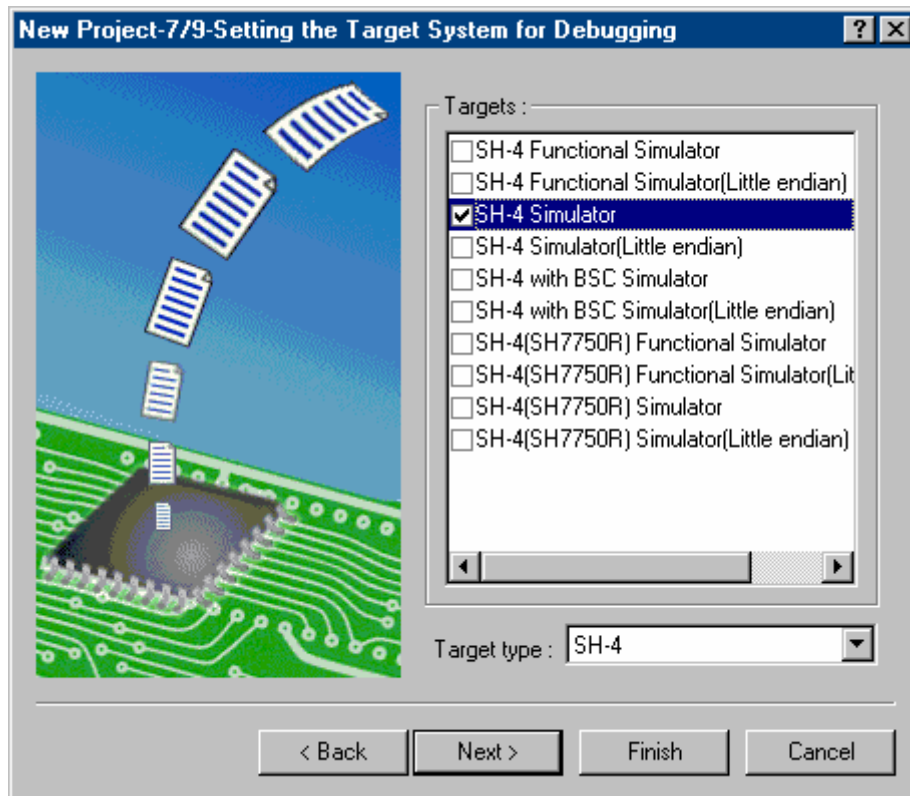 New Project-7/9-Setting the Target System for Debugging
Targets :
SH-4 Functional Simulator
SH-4 Functional Simulator(Little endian)
SH-4 Simulator
SH-4 Simulator(Little endian)
SH-4 with BSC Simulator
SH-4 with BSC Simulator(Little endian)
SH-4(SH7750R) Functional Simulator
SH-4(SH7750R) Functional Simulator(Lit
SH-4(SH7750R) Simulator
SH-4(SH7750R) Simulator(Little endian)
Target type : SH-4
< Back Next > Finish Cancel